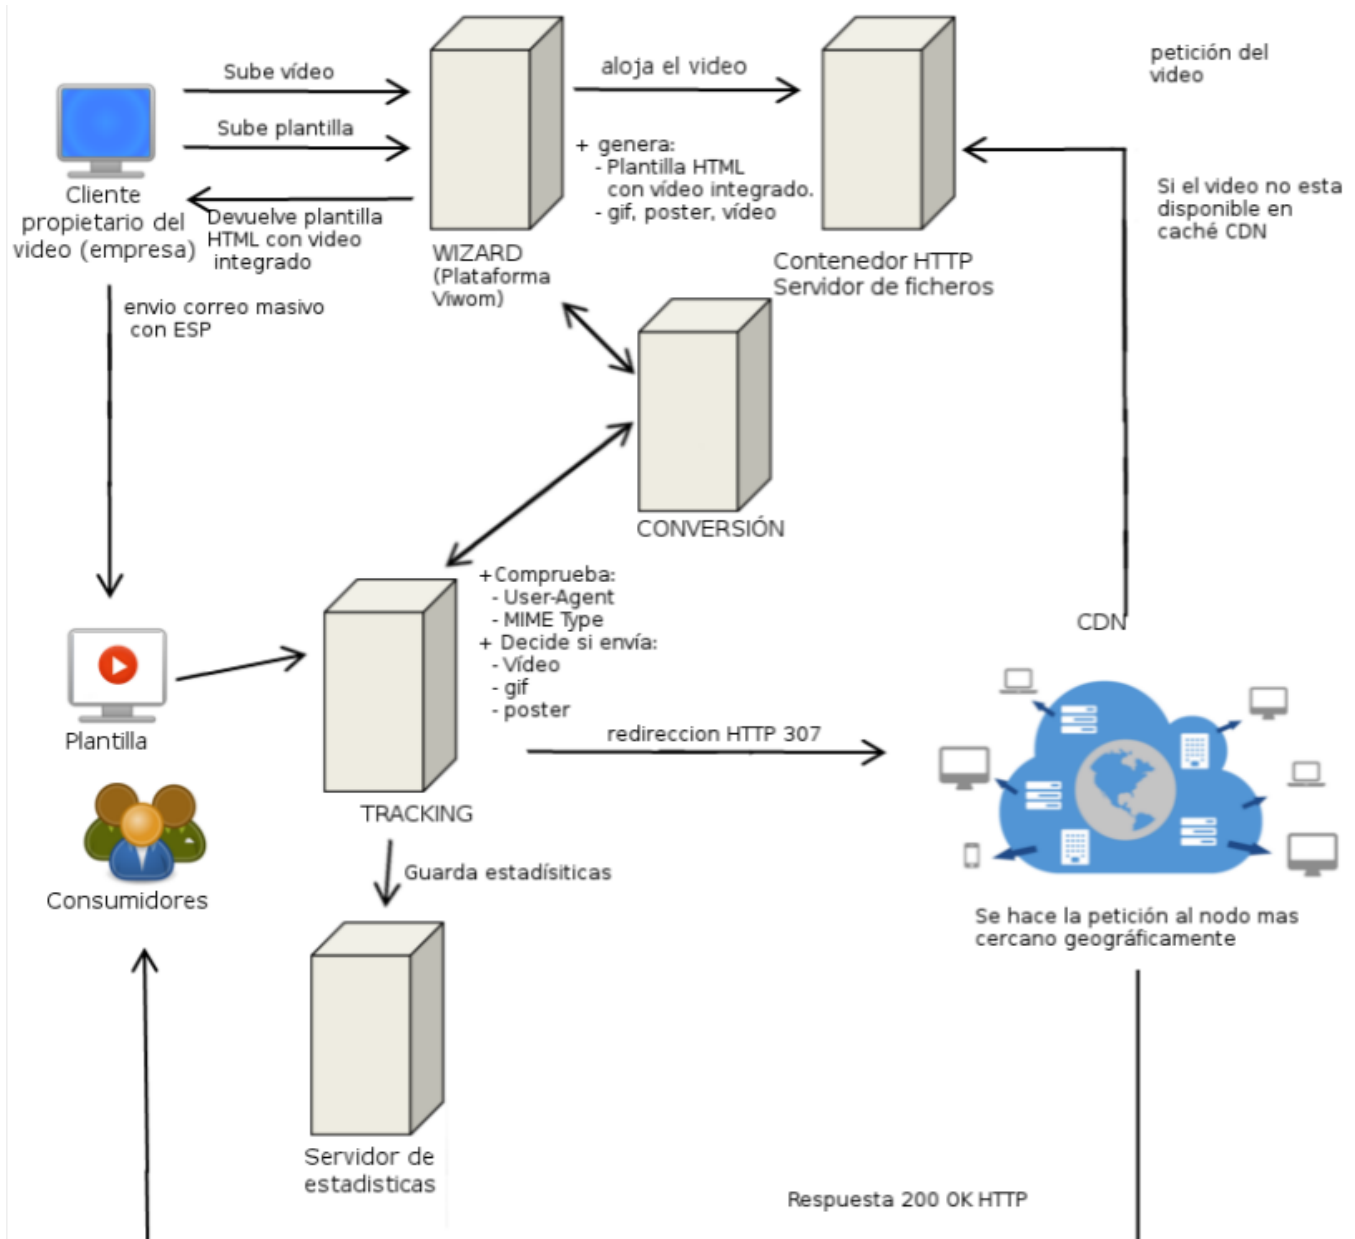 Sube vídeo
Sube plantilla
Cliente
propietario del
video (empresa)
Devuelve plantilla
HTML con video
integrado
aloja el video
+ genera:
- Plantilla HTML
con vídeo integrado.
- gif, poster, vídeo
WIZARD
(Plataforma
Viwom)
Contenedor HTTP
Servidor de ficheros
petición del
video
Si el video no esta
disponible en
caché CDN
envio correo masivo
con ESP
CONVERSIÓN
+Comprueba:
- User-Agent
- MIME Type
+ Decide si envía:
- Vídeo
- gif
- poster
CDN
Plantilla
redireccion HTTP 307
TRACKING
Guarda estadísiticas
Consumidores
Se hace la petición al nodo mas
cercano geográficamente
Servidor de
estadisticas
Respuesta 200 OK HTTP